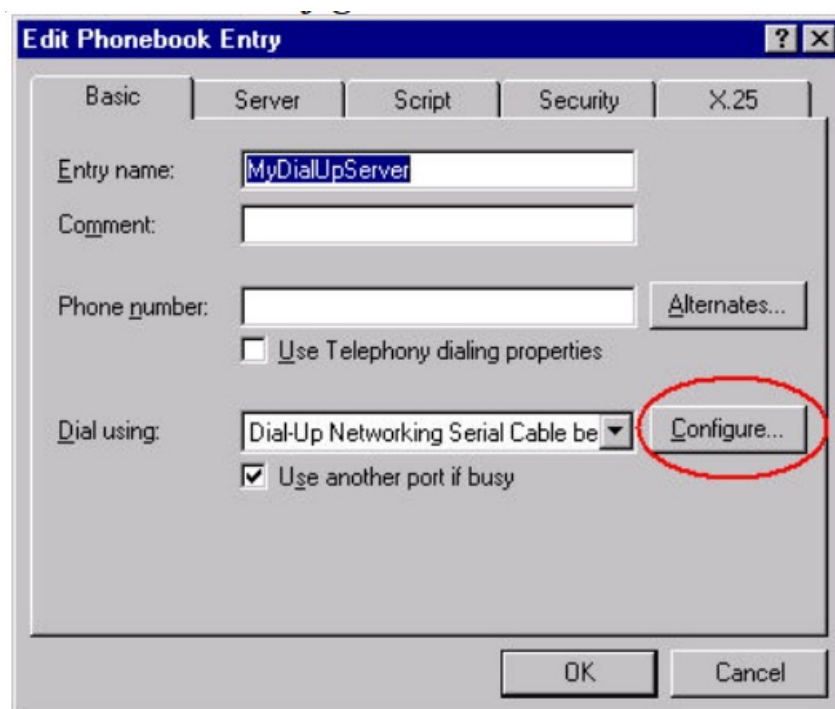 Edit Phonebook Entry
Basic Server Script Security X.25
Entry name: MyDialUpServer
Comment:
Phone number: Alternates...
Use Telephony dialing properties
Dial using: Dial-Up Networking Serial Cable be Configure...
Use another port if busy
OK Cancel